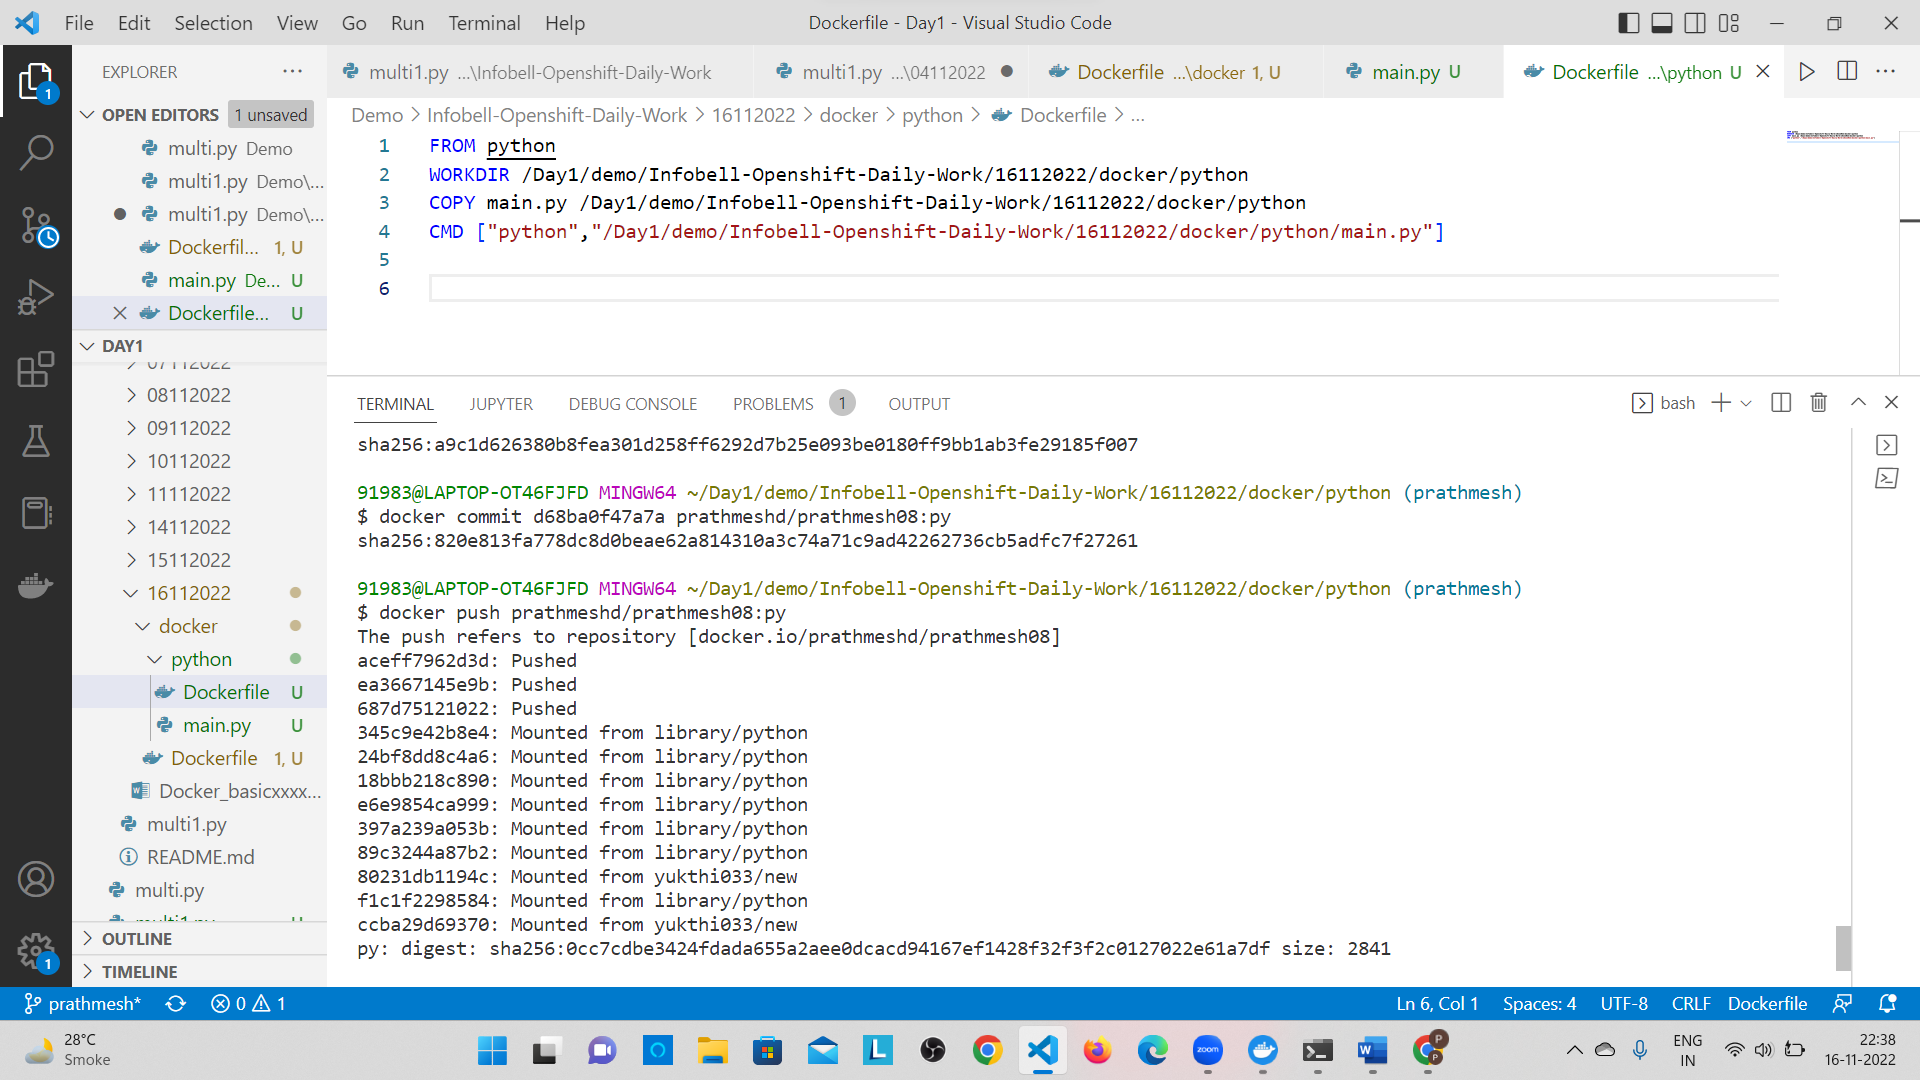 File Edit Selection View Go Run Terminal Help
Dockerfile - Day1 - Visual Studio Code
EXPLORER
OPEN EDITORS 1 unsaved
multi.py Demo
multi1.py Demo\...
multi1.py Demo\...
Dockerfil... 1, U
main.py De... U
Dockerfile... U
DAY1
07112022
08112022
09112022
10112022
11112022
14112022
15112022
16112022
docker
python
Dockerfile U
main.py U
Dockerfile 1, U
Docker_basicxxxx...
multi1.py
README.md
multi.py
multi1.py U
OUTLINE
TIMELINE
multi1.py ...\Infobell-Openshift-Daily-Work
multi1.py ...\04112022
Dockerfile ...\docker 1, U
main.py U
Dockerfile ...\python U
Demo > Infobell-Openshift-Daily-Work > 16112022 > docker > python > Dockerfile > ...
1 FROM python
2 WORKDIR /Day1/demo/Infobell-Openshift-Daily-Work/16112022/docker/python
3 COPY main.py /Day1/demo/Infobell-Openshift-Daily-Work/16112022/docker/python
4 CMD ["python","/Day1/demo/Infobell-Openshift-Daily-Work/16112022/docker/python/main.py"]
5
6
TERMINAL JUPYTER DEBUG CONSOLE PROBLEMS 1 OUTPUT
bash
sha256:a9c1d626380b8fea301d258ff6292d7b25e093be0180ff9bb1ab3fe29185f007
91983@LAPTOP-OT46FJFD MINGW64 ~/Day1/demo/Infobell-Openshift-Daily-Work/16112022/docker/python (prathmesh)
$ docker commit d68ba0f47a7a prathmeshd/prathmesh08:py
sha256:820e813fa778dc8d0beae62a814310a3c74a71c9ad42262736cb5adfc7f27261
91983@LAPTOP-OT46FJFD MINGW64 ~/Day1/demo/Infobell-Openshift-Daily-Work/16112022/docker/python (prathmesh)
$ docker push prathmeshd/prathmesh08:py
The push refers to repository [docker.io/prathmeshd/prathmesh08]
aceff7962d3d: Pushed
ea3667145e9b: Pushed
687d75121022: Pushed
345c9e42b8e4: Mounted from library/python
24bf8dd8c4a6: Mounted from library/python
18bbb218c890: Mounted from library/python
e6e9854ca999: Mounted from library/python
397a239a053b: Mounted from library/python
89c3244a87b2: Mounted from library/python
80231db1194c: Mounted from yukthi033/new
f1c1f2298584: Mounted from library/python
ccba29d69370: Mounted from yukthi033/new
py: digest: sha256:0cc7cdbe3424fdada655a2aee0dcacd94167ef1428f32f3f2c0127022e61a7df size: 2841
prathmesh* 0 1
Ln 6, Col 1 Spaces: 4 UTF-8 CRLF Dockerfile
28°C
Smoke
zoom
ENG
IN
22:38
16-11-2022